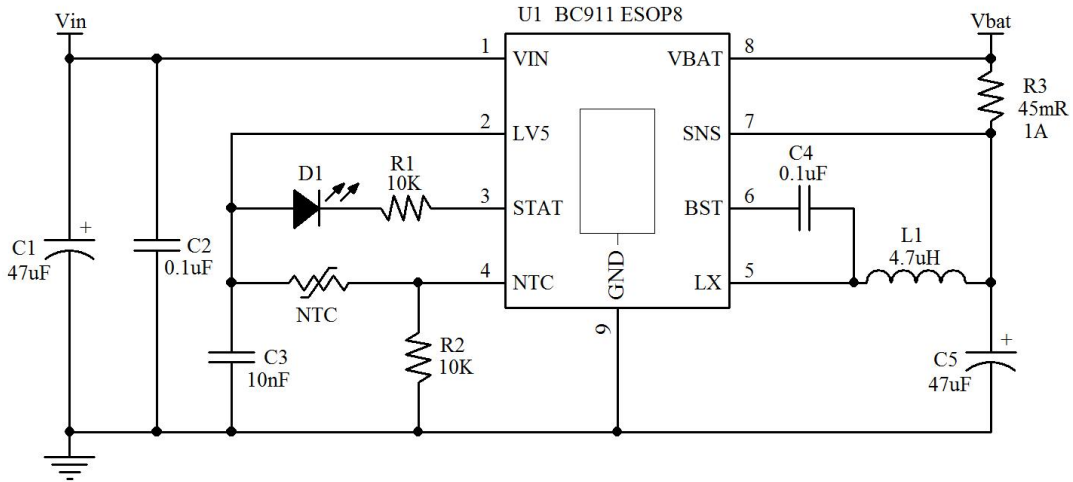 U1 BC911 ESOP8
Vin
Vbat
1
VIN
VBAT
8
R3
45mR
1A
2
LV5
SNS
7
D1
R1
10K
C4
0.1uF
3
STAT
BST
6
C1
47uF
+
C2
0.1uF
L1
4.7uH
4
NTC
LX
5
NTC
GND
9
C3
10nF
R2
10K
C5
47uF
+